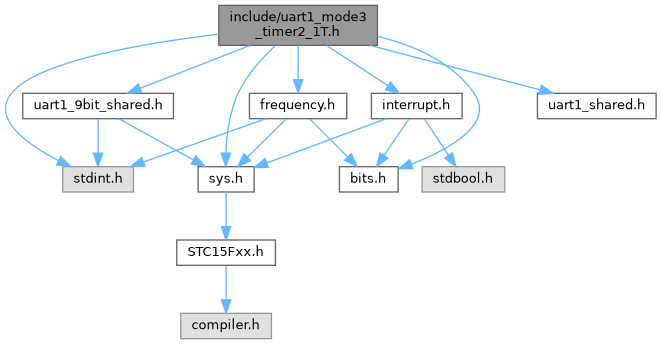 include/uart1_mode3
_timer2_1T.h
uart1_9bit_shared.h
frequency.h
interrupt.h
uart1_shared.h
stdint.h
sys.h
bits.h
stdbool.h
STC15Fxx.h
compiler.h